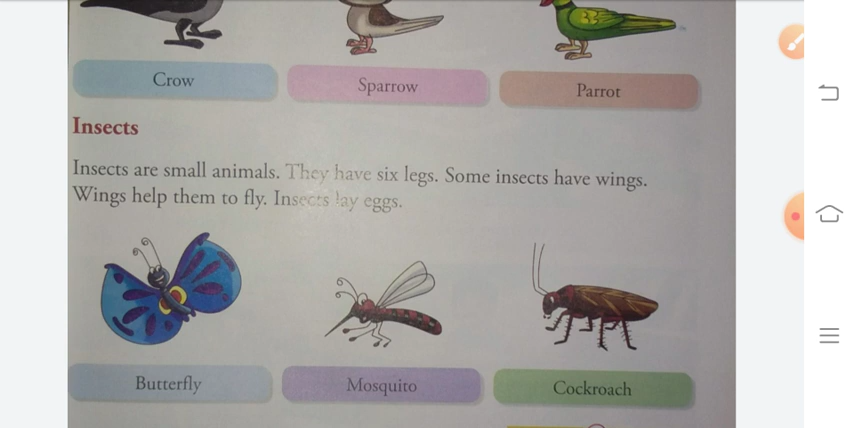 Crow
Sparrow
Parrot
Insects
Insects are small animals. They have six legs. Some insects have wings.
Wings help them to fly. Insects lay eggs.
Butterfly
Mosquito
Cockroach